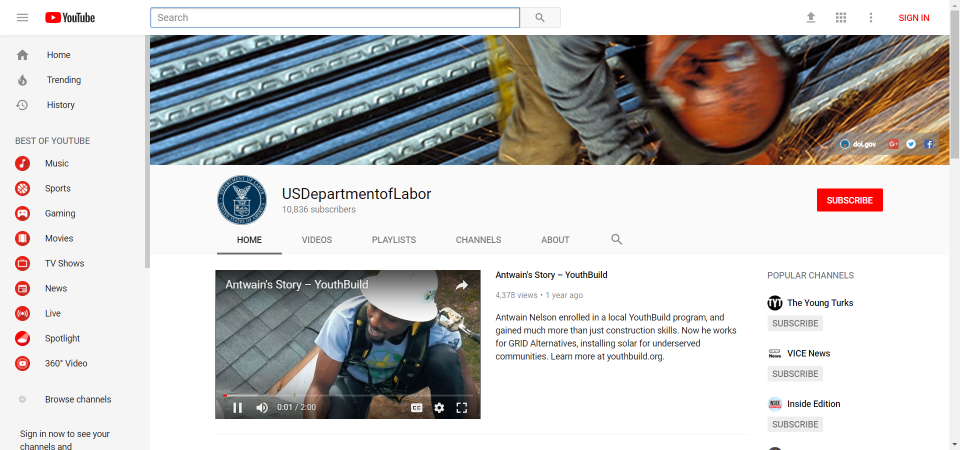 YouTube
Search
SIGN IN
Home
Trending
History
BEST OF YOUTUBE
Music
Sports
Gaming
Movies
TV Shows
News
Live
Spotlight
360° Video
Browse channels
Sign in now to see your
channels and
dol.gov
USDepartmentofLabor
10,836 subscribers
SUBSCRIBE
HOME
VIDEOS
PLAYLISTS
CHANNELS
ABOUT
Antwain's Story – YouthBuild
0:01 / 2:00
CC
Antwain's Story – YouthBuild
4,378 views • 1 year ago
Antwain Nelson enrolled in a local YouthBuild program, and
gained much more than just construction skills. Now he works
for GRID Alternatives, installing solar for underserved
communities. Learn more at youthbuild.org.
POPULAR CHANNELS
TYT
The Young Turks
SUBSCRIBE
VICE News
SUBSCRIBE
Inside Edition
SUBSCRIBE